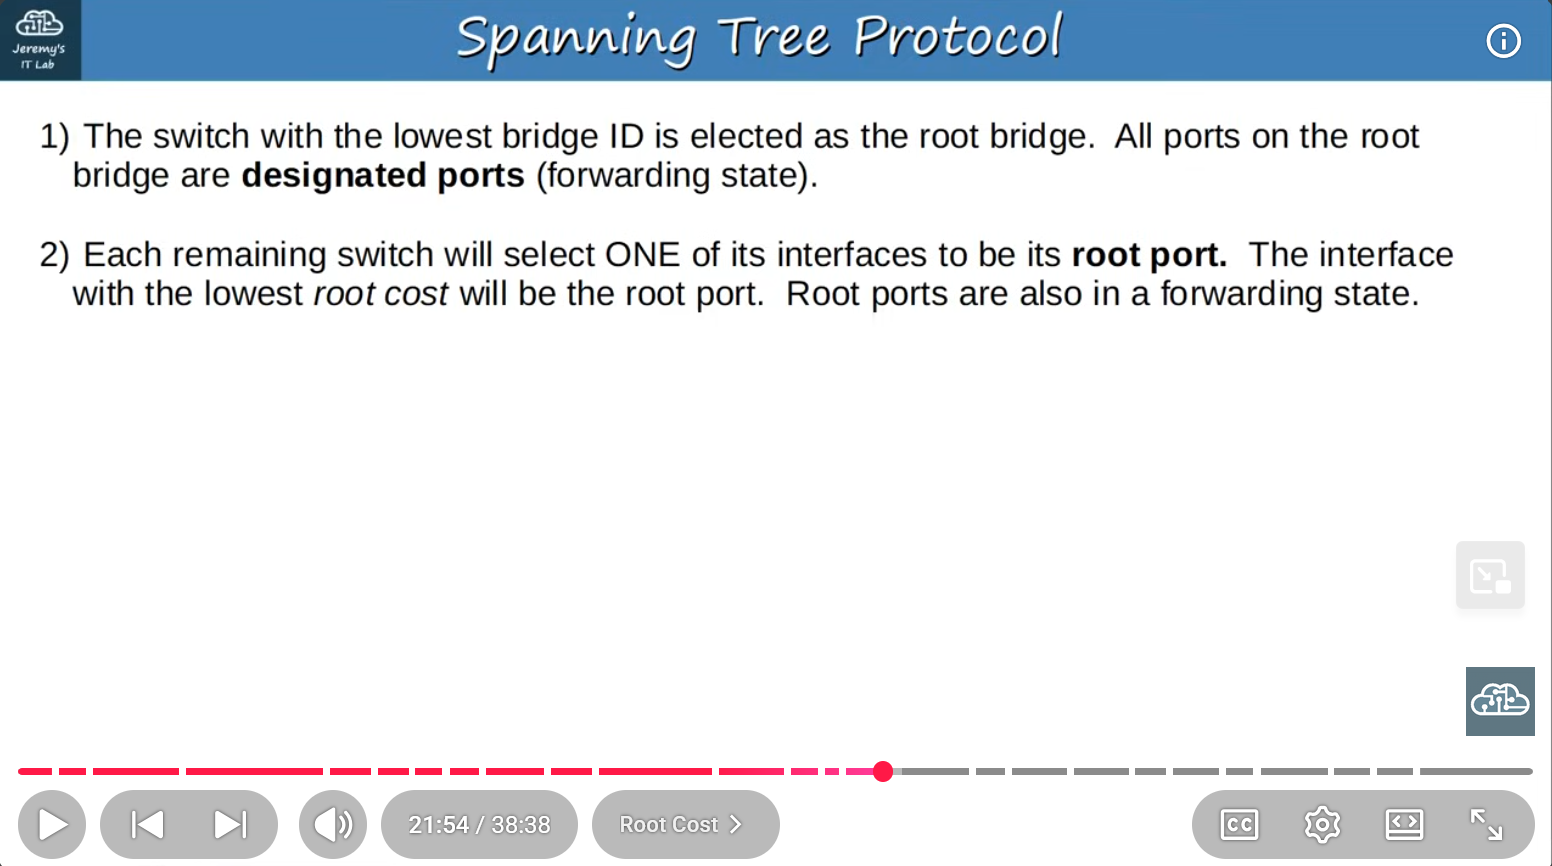 Jeremy's
IT Lab
Spanning Tree Protocol
1) The switch with the lowest bridge ID is elected as the root bridge. All ports on the root
bridge are designated ports (forwarding state).
2) Each remaining switch will select ONE of its interfaces to be its root port. The interface
with the lowest root cost will be the root port. Root ports are also in a forwarding state.
21:54 / 38:38
Root Cost
CC